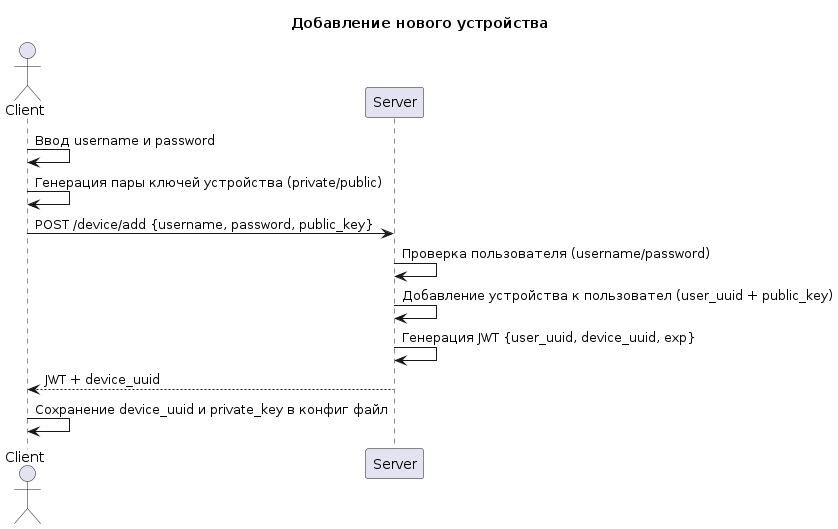 Добавление нового устройства
Client
Server
Ввод username и password
Генерация пары ключей устройства (private/public)
POST /device/add {username, password, public_key}
Проверка пользователя (username/password)
Добавление устройства к пользовател (user_uuid + public_key)
Генерация JWT {user_uuid, device_uuid, exp}
JWT + device_uuid
Сохранение device_uuid и private_key в конфиг файл
Client
Server